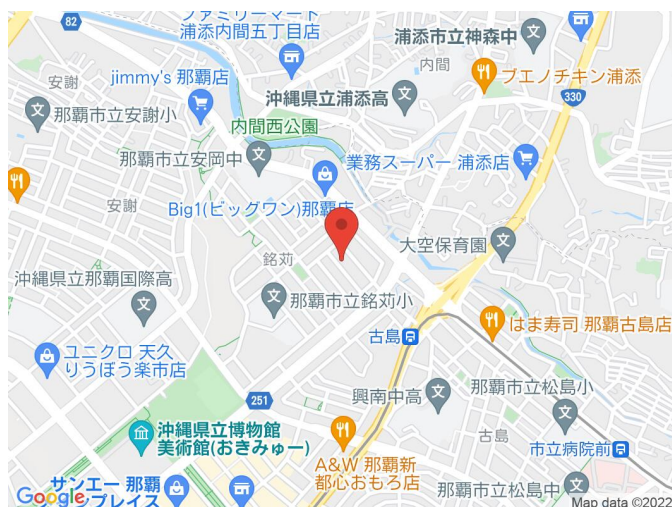 ファミリーマート
浦添内間五丁目店
82
浦添市立神森中
内間
安謝
jimmy's 那覇店
ブエノチキン浦添
330
沖縄県立浦添高
那覇市立安謝小
内間西公園
那覇市立安岡中
業務スーパー 浦添店
安謝
Big1(ビッグワン)那覇店
大空保育園
銘苅
沖縄県立那覇国際高
那覇市立銘苅小
はま寿司 那覇古島店
古島
ユニクロ 天久
りうぼう楽市店
興南中高
那覇市立松島小
251
古島
沖縄県立博物館
美術館(おきみゅー)
市立病院前
A&W 那覇新
都心おもろ店
サンエー 那覇
ンプレイス
那覇市立松島中
Google
Map data ©2022